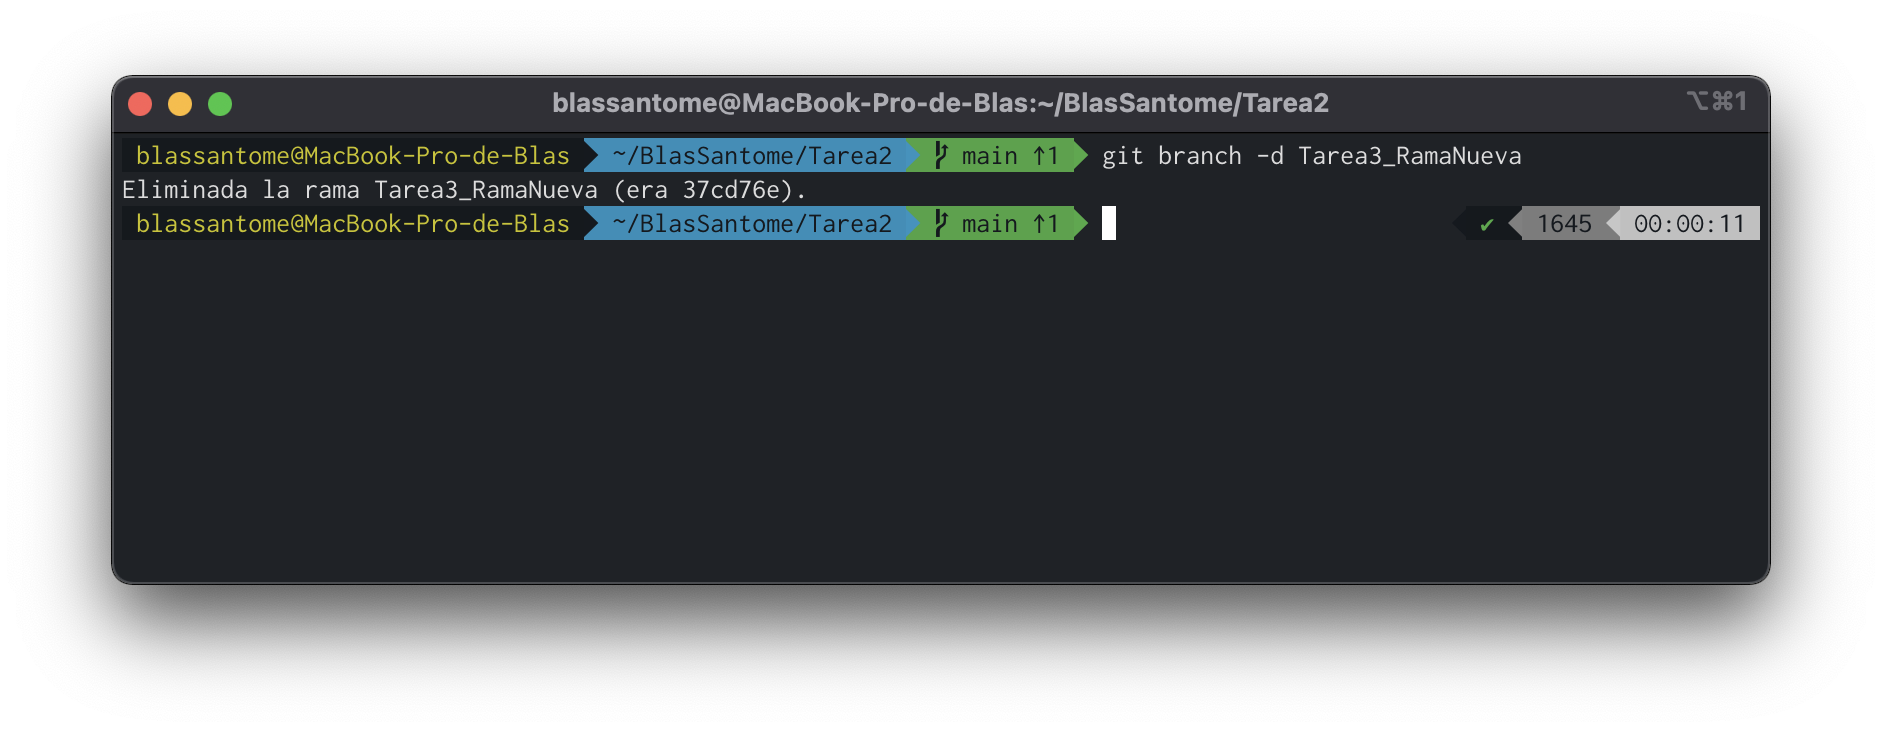 blassantome@MacBook-Pro-de-Blas:~/BlasSantome/Tarea2 ⌥⌘1
blassantome@MacBook-Pro-de-Blas ~/BlasSantome/Tarea2 main ↑1 git branch -d Tarea3_RamaNueva
Eliminada la rama Tarea3_RamaNueva (era 37cd76e).
blassantome@MacBook-Pro-de-Blas ~/BlasSantome/Tarea2 main ↑1 ✔ 1645 00:00:11